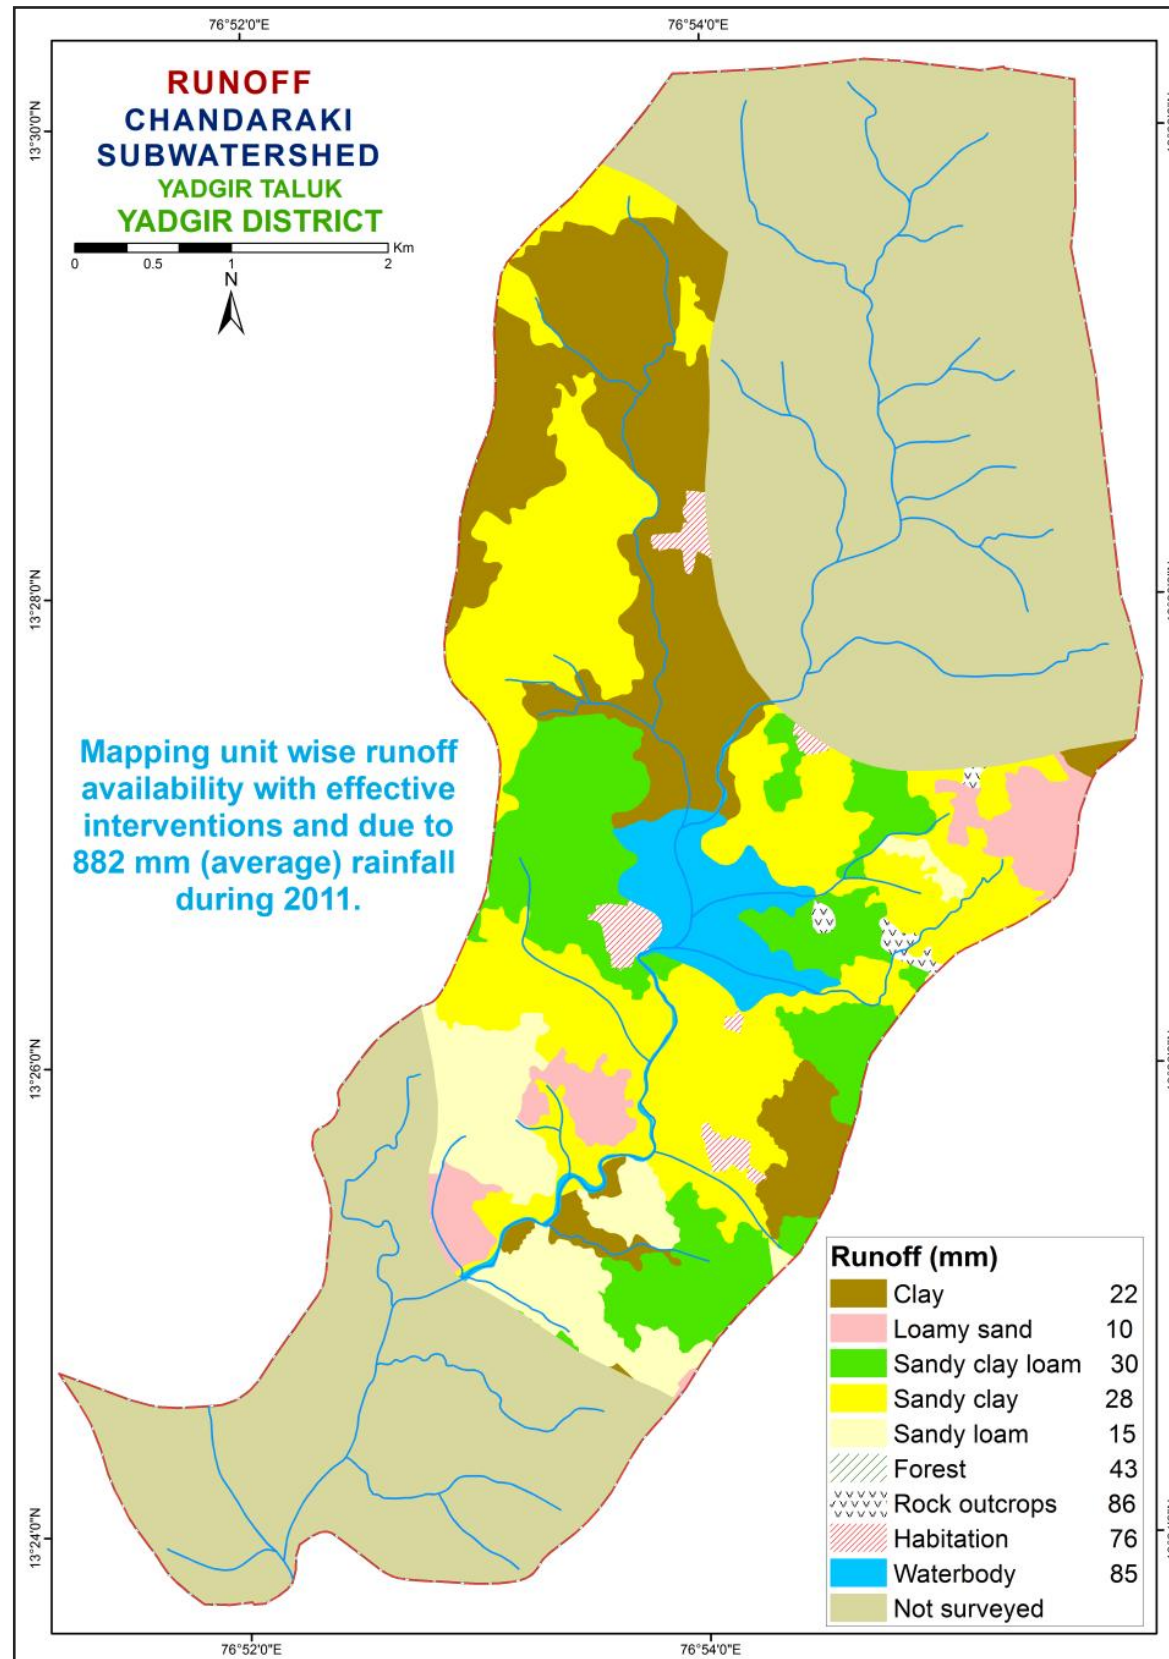 76°52'0"E
76°54'0"E
RUNOFF
CHANDARAKI
SUBWATERSHED
YADGIR TALUK
YADGIR DISTRICT
Km
0 0.5 1 2
N
13°30'0"N
13°28'0"N
Mapping unit wise runoff
availability with effective
interventions and due to
882 mm (average) rainfall
during 2011.
13°26'0"N
13°24'0"N
Runoff (mm)
Clay 22
Loamy sand 10
Sandy clay loam 30
Sandy clay 28
Sandy loam 15
Forest 43
Rock outcrops 86
Habitation 76
Waterbody 85
Not surveyed
76°52'0"E
76°54'0"E